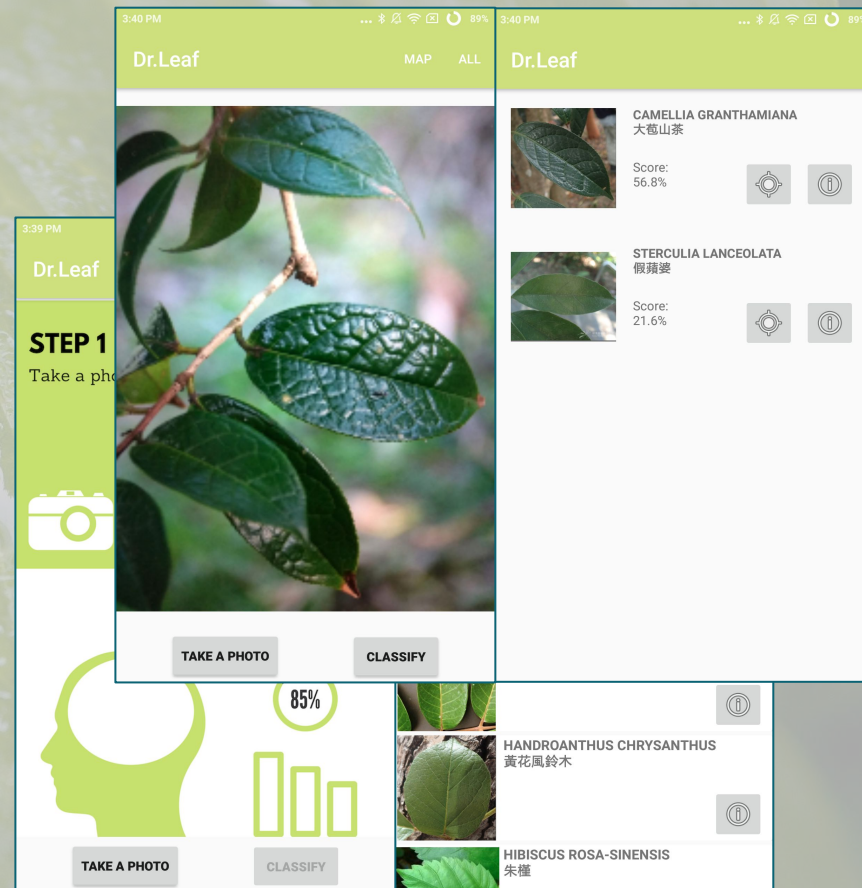 3:40 PM
... 89%
Dr.Leaf
MAP
ALL
TAKE A PHOTO
CLASSIFY
3:40 PM
... 89
Dr.Leaf
CAMELLIA GRANTHAMIANA
大苞山茶
Score:
56.8%
STERCULIA LANCEOLATA
假蘋婆
Score:
21.6%
3:39 PM
Dr.Leaf
STEP 1
Take a pho
85%
TAKE A PHOTO
CLASSIFY
HANDROANTHUS CHRYSANTHUS
黃花風鈴木
HIBISCUS ROSA-SINENSIS
朱槿